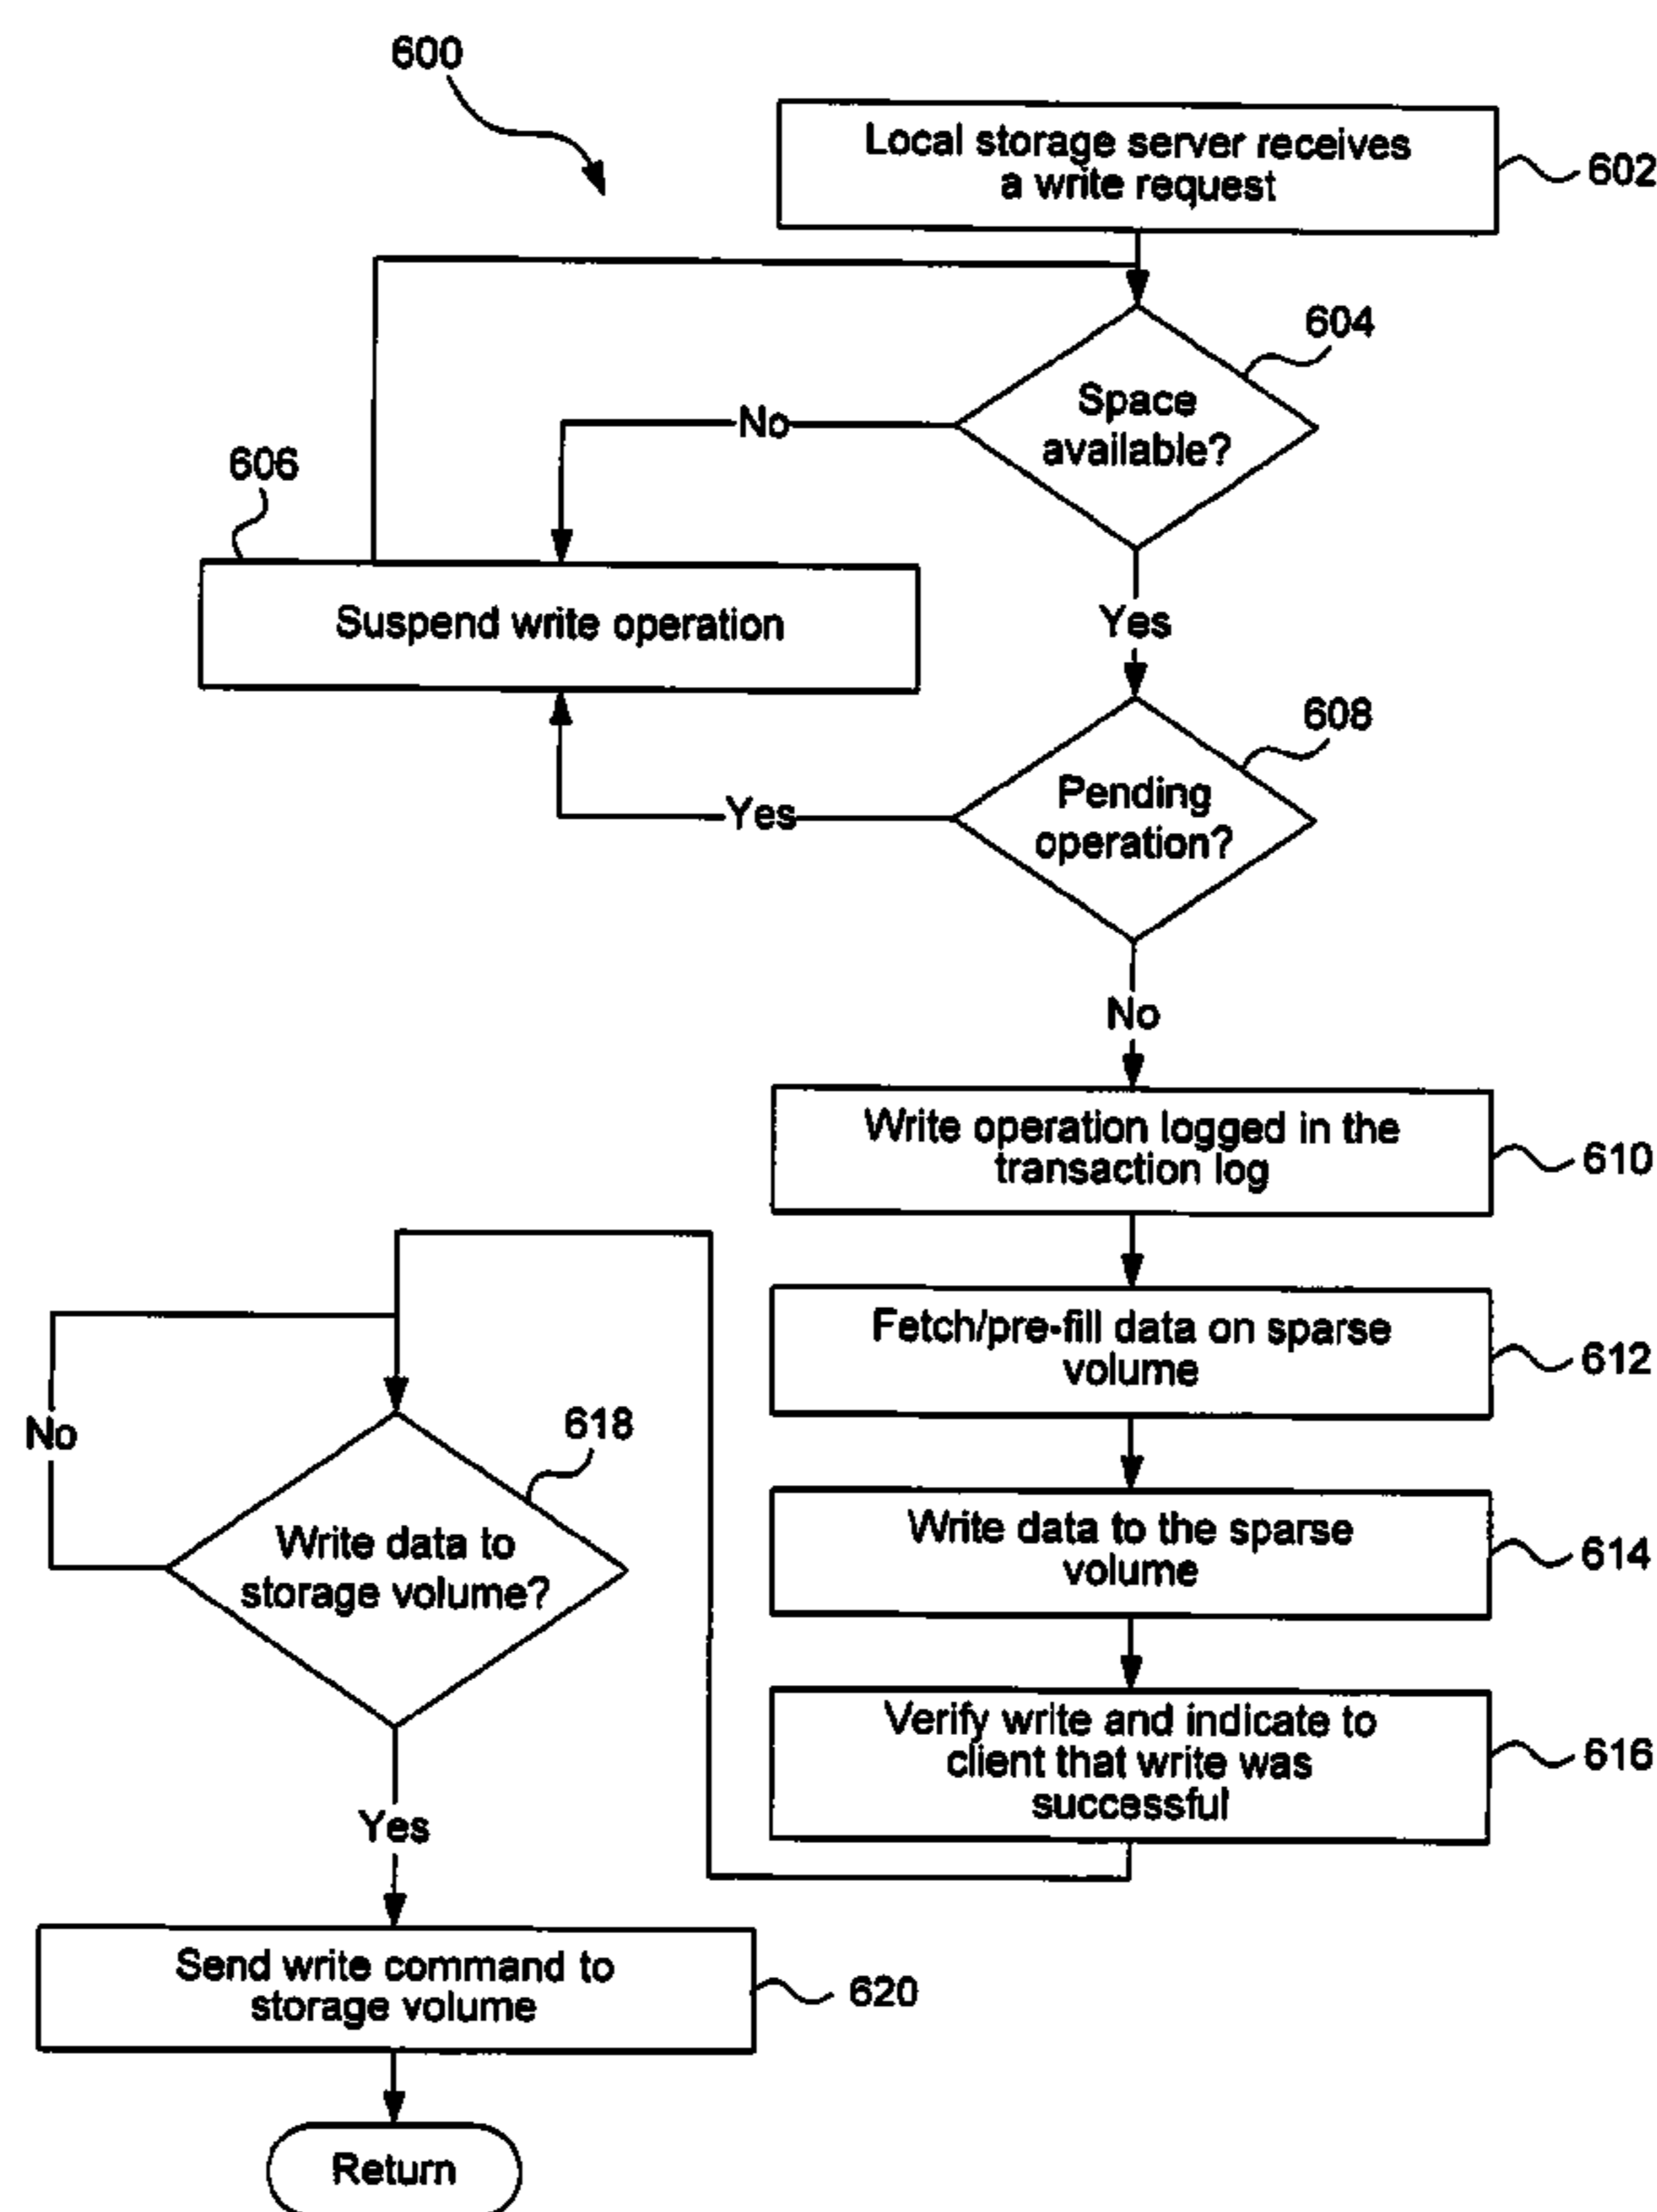 600
Local storage server receives
a write request
602
604
Space
available?
No
606
Suspend write operation
Yes
608
Pending
operation?
Yes
No
Write operation logged in the
transaction log
610
Fetch/pre-fill data on sparse
volume
612
No
618
Write data to
storage volume?
Write data to the sparse
volume
614
Verify write and indicate to
client that write was
successful
616
Yes
Send write command to
storage volume
620
Return